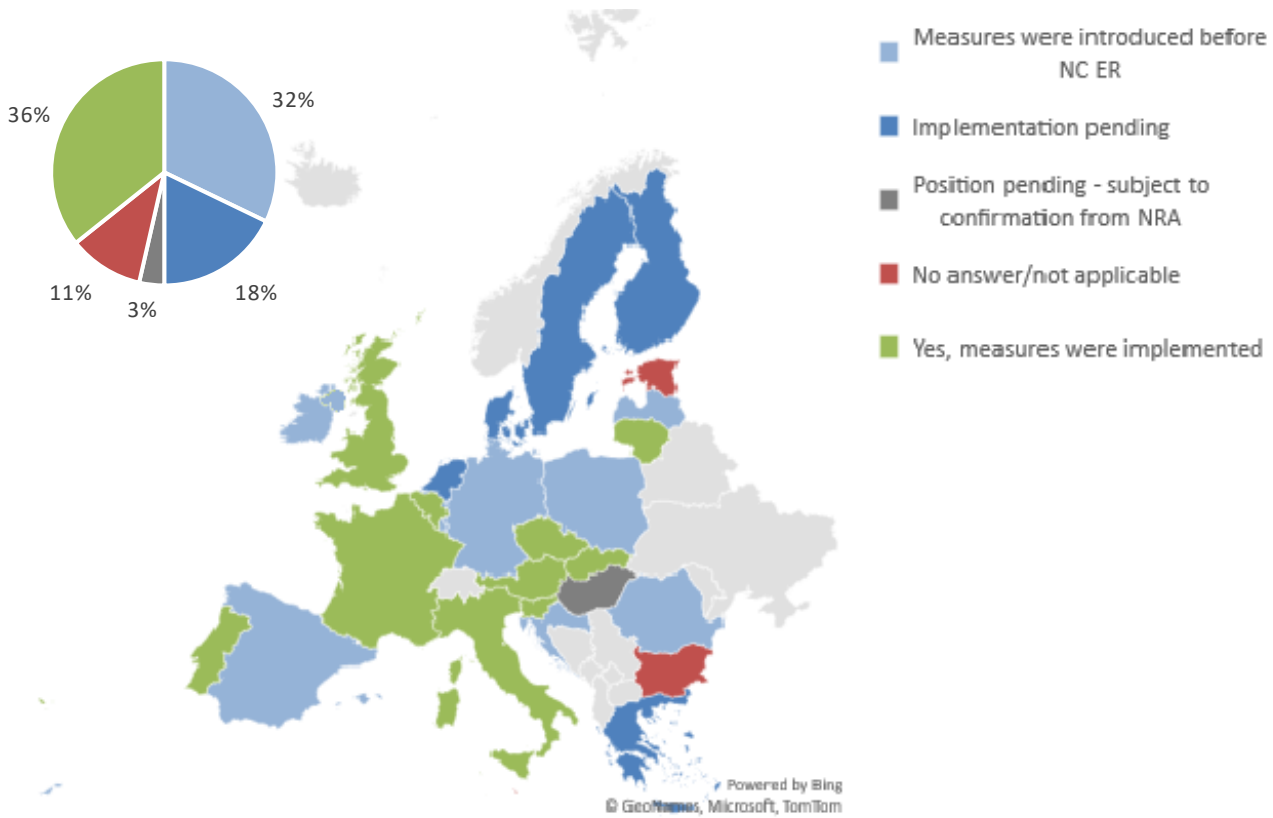 36%
32%
11%
3%
18%
Measures were introduced before
NC ER
Implementation pending
Position pending - subject to
confirmation from NRA
No answer/not applicable
Yes, measures were implemented
Powered by Bing
© GeoNames, Microsoft, TomTom